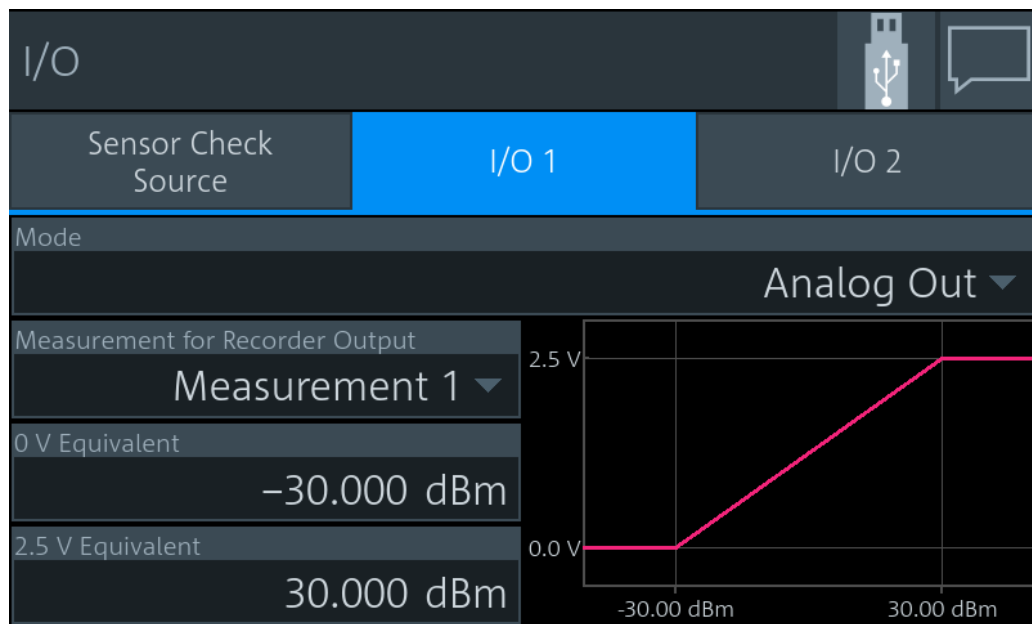 I/O
Sensor Check
Source
I/O 1
I/O 2
Mode
Analog Out
Measurement for Recorder Output
Measurement 1
0 V Equivalent
−30.000 dBm
2.5 V Equivalent
30.000 dBm
2.5 V
0.0 V
-30.00 dBm
30.00 dBm